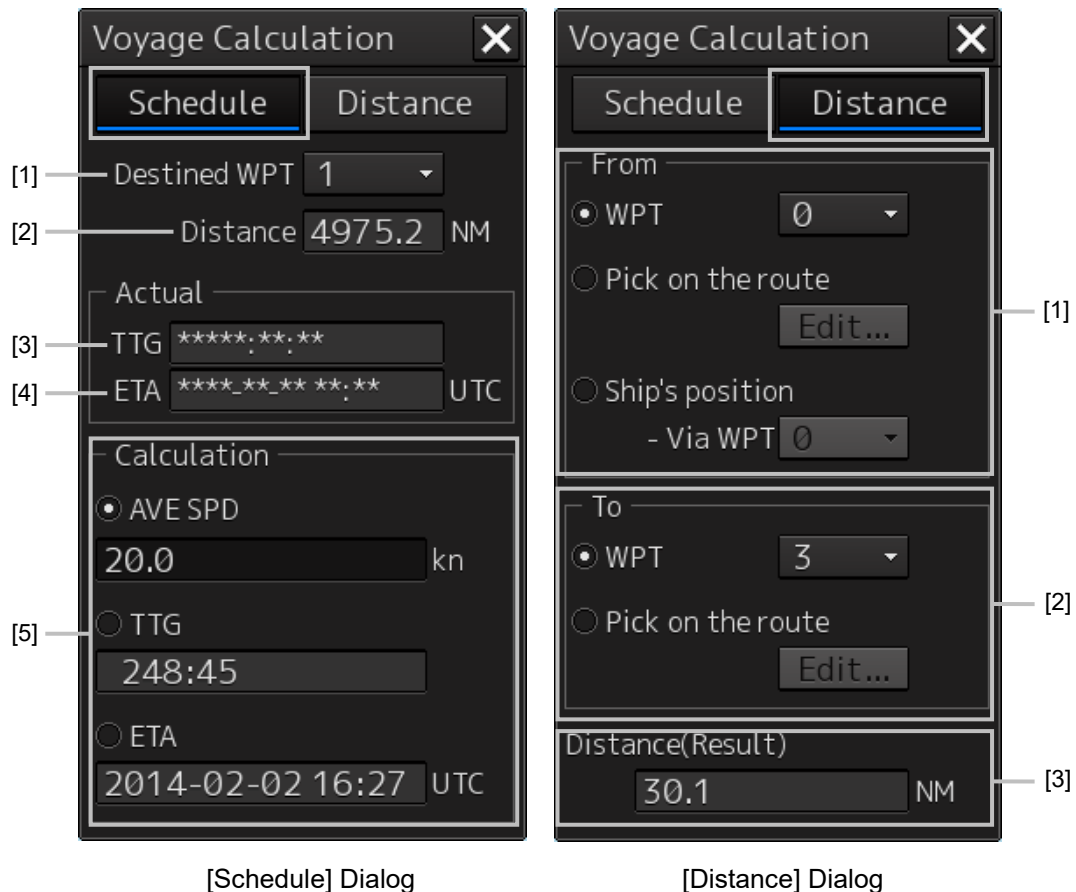 Voyage Calculation
Schedule Distance
[1] Destined WPT 1
[2] Distance 4975.2 NM
Actual
[3] TTG *****:**:**
[4] ETA ****-**-** **:** UTC
Calculation
AVE SPD
20.0 kn
[5] TTG
248:45
ETA
2014-02-02 16:27 UTC
[Schedule] Dialog
Voyage Calculation
Schedule Distance
From
WPT 0
Pick on the route
Edit...
[1]
Ship's position
- Via WPT 0
To
WPT 3
[2]
Pick on the route
Edit...
Distance(Result)
30.1 NM
[3]
[Distance] Dialog